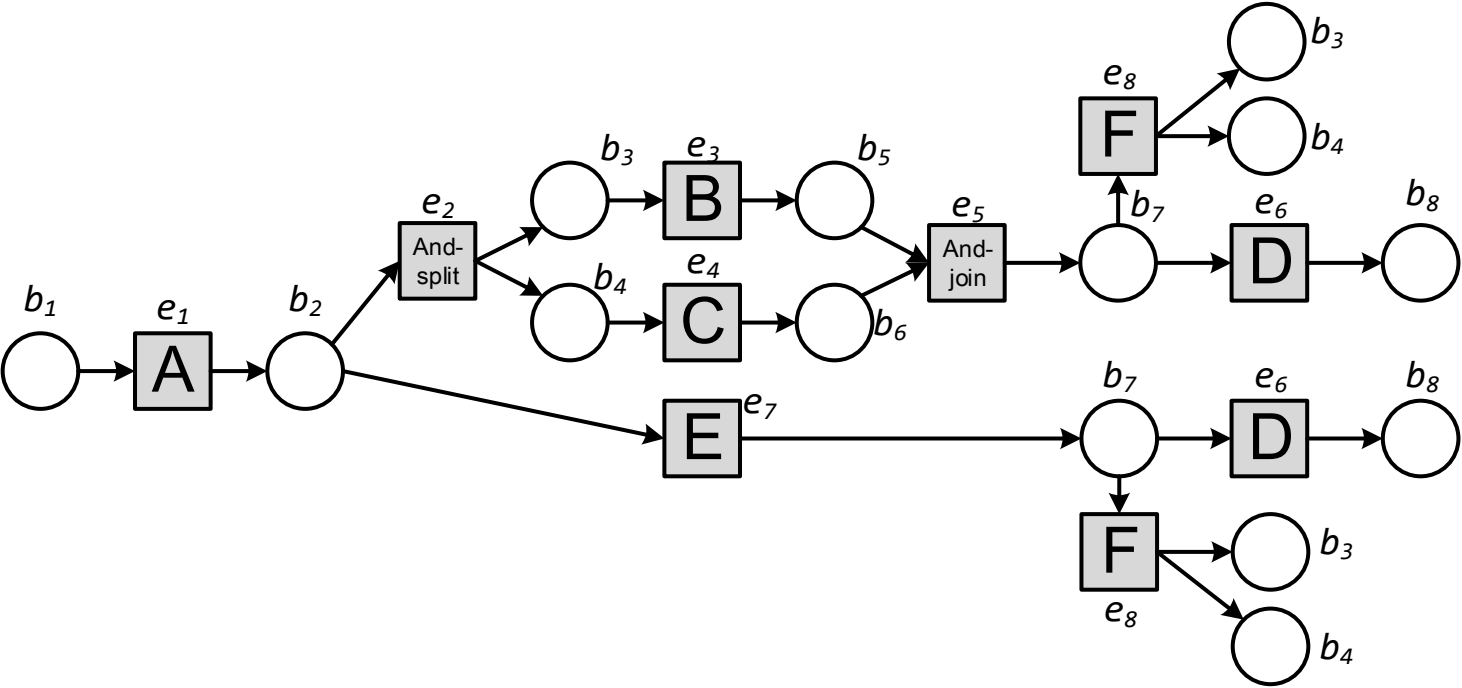 b₃
e₈
F
b₄
b₃
e₃
B
b₅
e₂
And-
split
e₅
And-
join
b₇
e₆
D
b₈
b₄
e₄
C
b₆
b₁
e₁
A
b₂
E
e₇
b₇
e₆
D
b₈
F
e₈
b₃
b₄